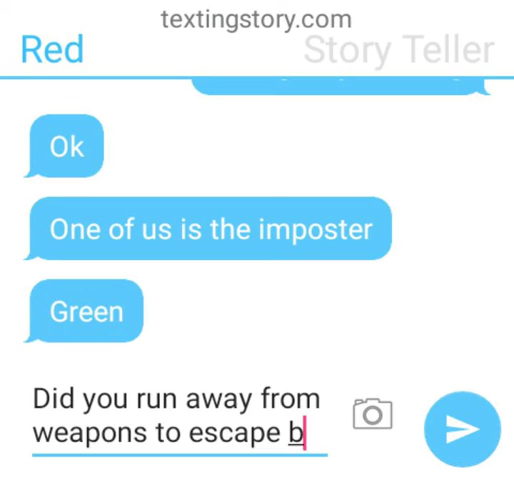 textingstory.com
Red
Story Teller
Ok
One of us is the imposter
Green
Did you run away from
weapons to escape b